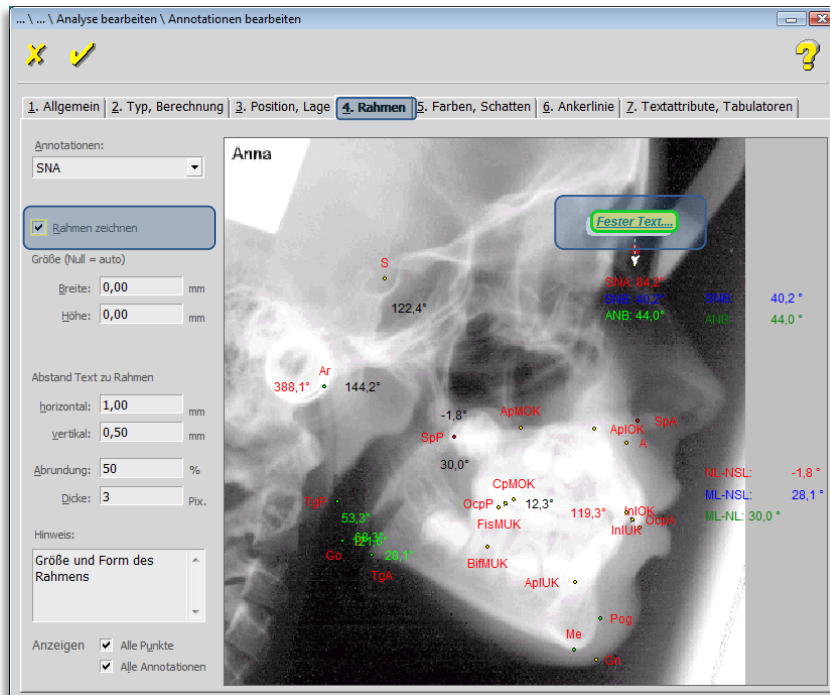 ... \ ... \ Analyse bearbeiten \ Annotationen bearbeiten
1. Allgemein
2. Typ, Berechnung
3. Position, Lage
4. Rahmen
5. Farben, Schatten
6. Ankerlinie
7. Textattribute, Tabulatoren
Annotationen:
SNA
Rahmen zeichnen
Größe (Null = auto)
Breite: 0,00 mm
Höhe: 0,00 mm
Abstand Text zu Rahmen
horizontal: 1,00 mm
vertikal: 0,50 mm
Abrundung: 50 %
Dicke: 3 Pix.
Hinweis:
Größe und Form des
Rahmens
Anzeigen
Alle Punkte
Alle Annotationen
Anna
Fester Text....
S
122,4°
SNA: 84,2°
SNB: 40,2°
ANB: 44,0°
SNB: 40,2 °
ANB: 44,0 °
Ar
388,1°
144,2°
-1,8°
ApMOK
SpA
SpP
ApIOK
A
30,0°
NL-NSL: -1,8 °
CpMOK
ML-NSL: 28,1 °
TgP
OcpP
12,3°
119,3°
InIOK
ML-NL: 30,0 °
53,3°
FisMUK
OcpA
InIUK
Go
28,1°
BifMUK
TgA
ApIUK
Pog
Me
Gn